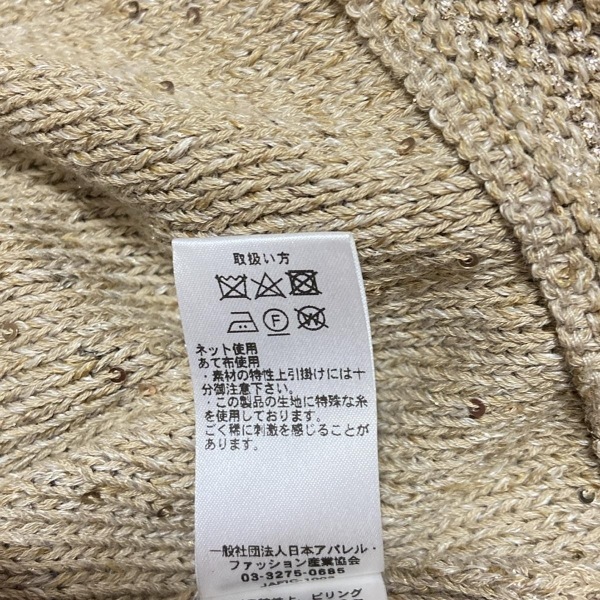 取扱い方
F
W
ネット使用
あて布使用
・素材の特性上引掛けには十
分御注意下さい。
・この製品の生地に特殊な糸
を使用しております。
ごく稀に刺激を感じることが
あります。
一般社団法人日本アパレル・
ファッション産業協会
03-3275-0685